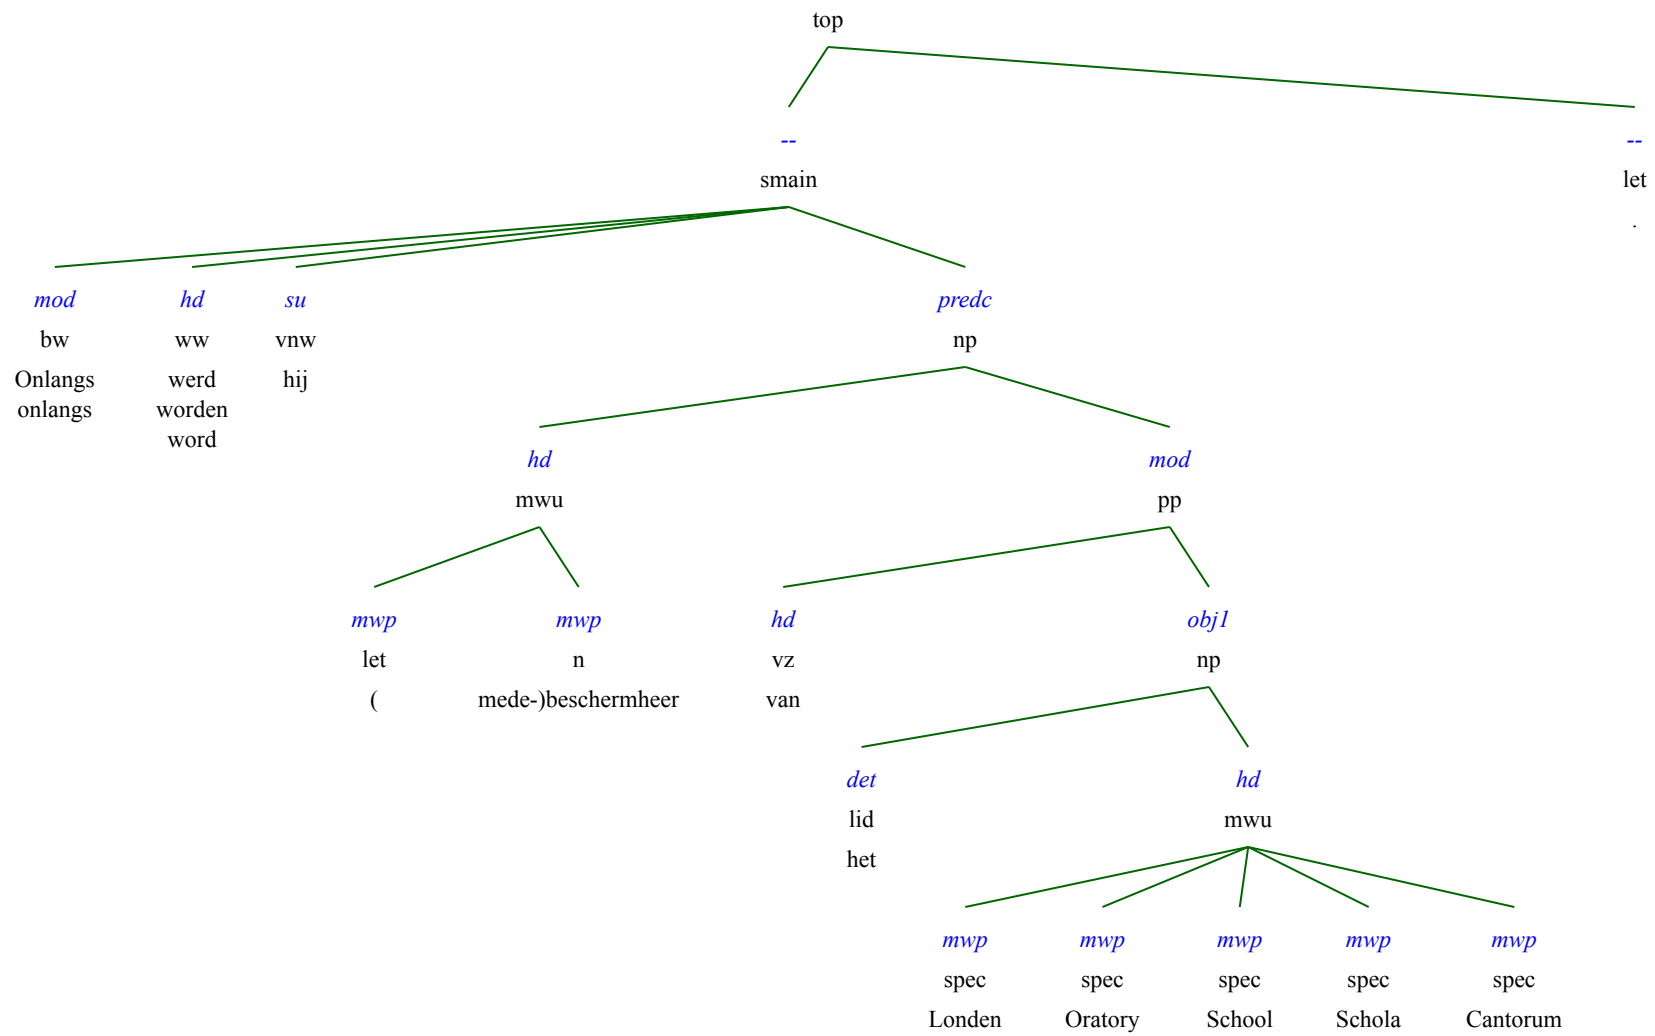 top
-- --
smain let
.
mod hd su predc
bw ww vnw np
Onlangs werd hij
onlangs worden
word
hd mod
mwu pp
mwp mwp hd obj1
let n vz np
( mede-)beschermheer van
det hd
lid mwu
het
mwp mwp mwp mwp mwp
spec spec spec spec spec
Londen Oratory School Schola Cantorum